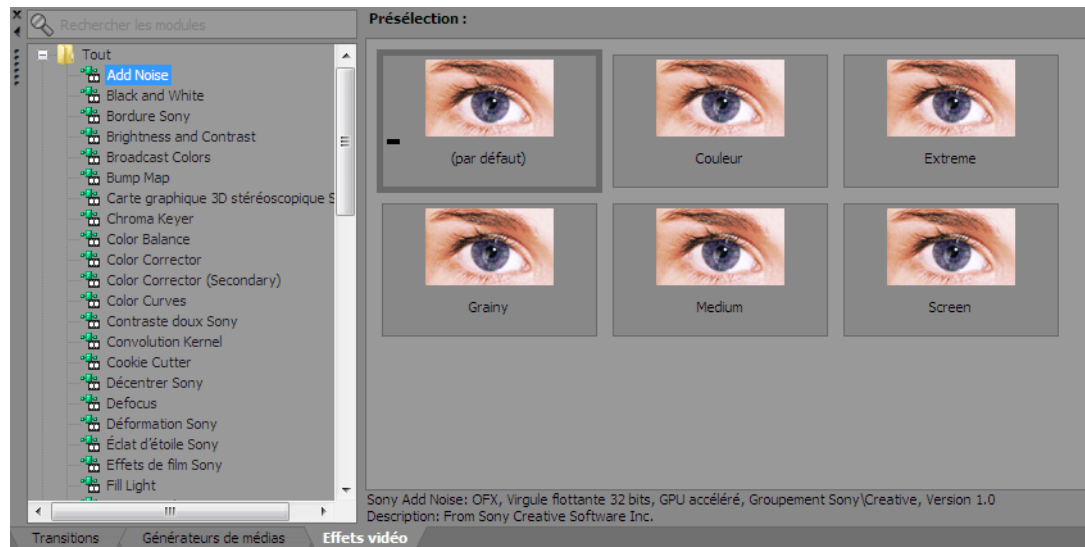 Rechercher les modules
Tout
Add Noise
Black and White
Bordure Sony
Brightness and Contrast
Broadcast Colors
Bump Map
Carte graphique 3D stéréoscopique S
Chroma Keyer
Color Balance
Color Corrector
Color Corrector (Secondary)
Color Curves
Contraste doux Sony
Convolution Kernel
Cookie Cutter
Décentrer Sony
Defocus
Déformation Sony
Éclat d'étoile Sony
Effets de film Sony
Fill Light
Présélection :
(par défaut)
Couleur
Extreme
Grainy
Medium
Screen
Sony Add Noise: OFX, Virgule flottante 32 bits, GPU accéléré, Groupement Sony\Creative, Version 1.0
Description: From Sony Creative Software Inc.
Transitions
Générateurs de médias
Effets vidéo